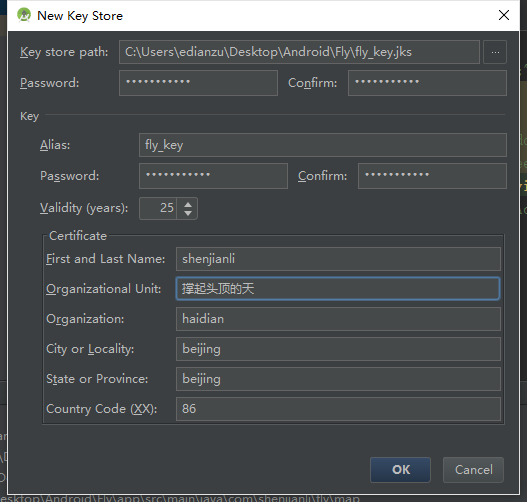 New Key Store
Key store path: C:\Users\edianzu\Desktop\Android\Fly\fly_key.jks ...
Password: ••••••••••• Confirm: •••••••••••
Key
Alias: fly_key
Password: ••••••••••• Confirm: •••••••••••
Validity (years): 25
Certificate
First and Last Name: shenjianli
Organizational Unit: 撑起头顶的天
Organization: haidian
City or Locality: beijing
State or Province: beijing
Country Code (XX): 86
OK Cancel
esktop\Android\Fly\app\src\main\java\com\shenjianli\fly\map